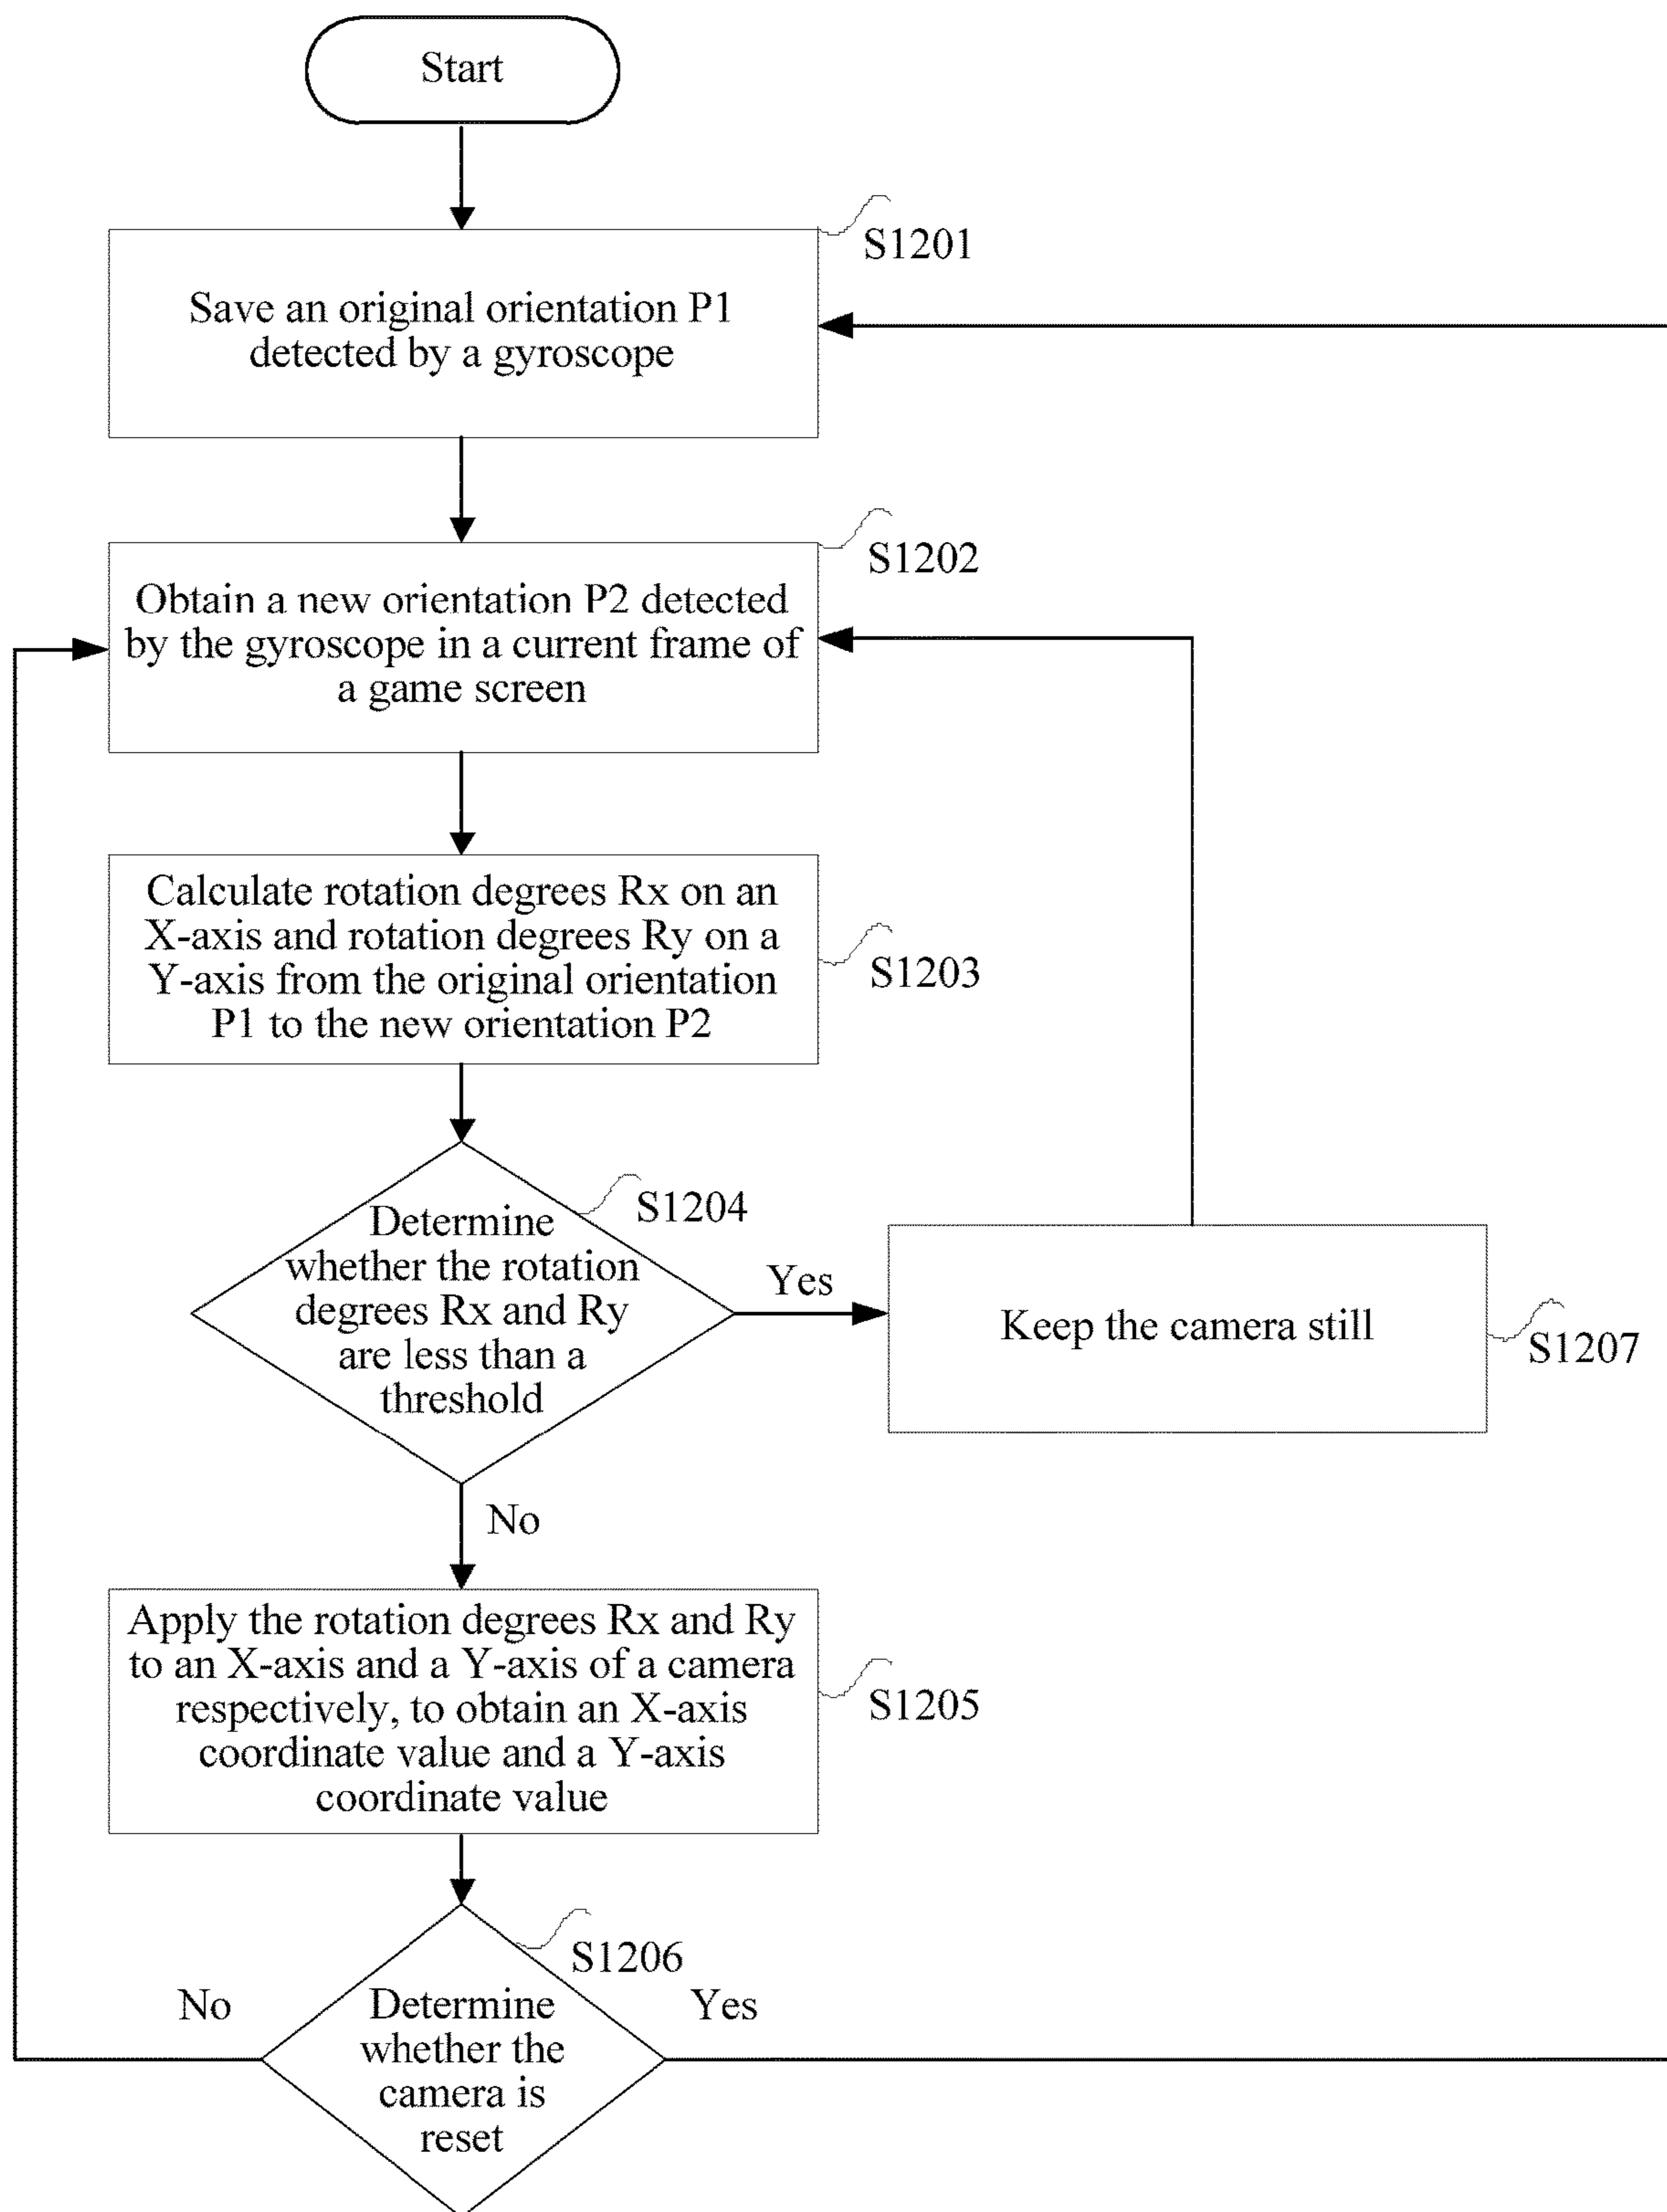 Start
S1201
Save an original orientation P1
detected by a gyroscope
S1202
Obtain a new orientation P2 detected
by the gyroscope in a current frame of
a game screen
Calculate rotation degrees Rx on an
X-axis and rotation degrees Ry on a
Y-axis from the original orientation
P1 to the new orientation P2
S1203
S1204
Determine
whether the rotation
degrees Rx and Ry
are less than a
threshold
Yes
Keep the camera still
S1207
No
Apply the rotation degrees Rx and Ry
to an X-axis and a Y-axis of a camera
respectively, to obtain an X-axis
coordinate value and a Y-axis
coordinate value
S1205
S1206
No
Yes
Determine
whether the
camera is
reset